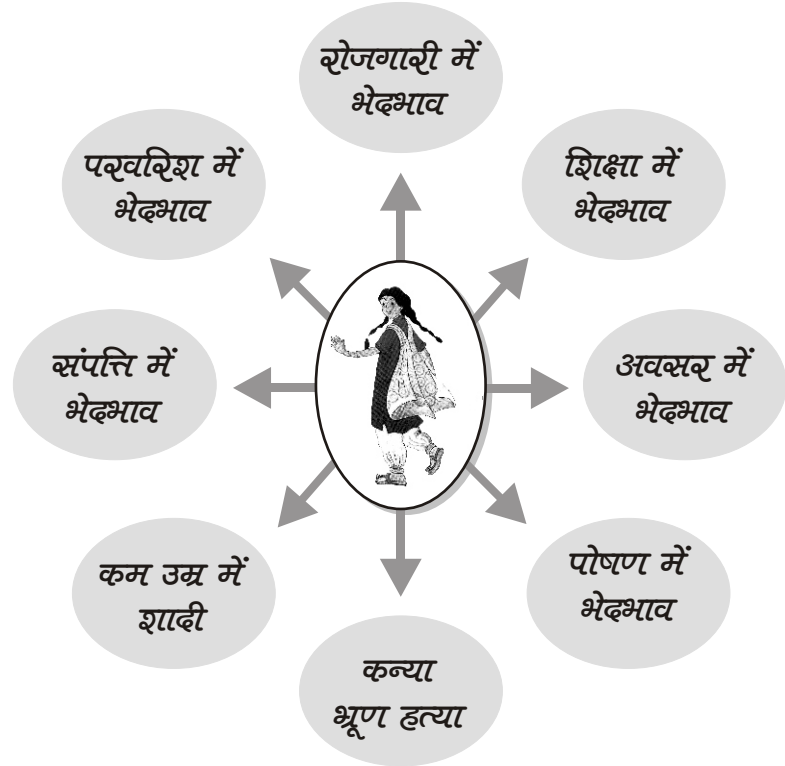 रोजगारी में
भेदभाव
शिक्षा में
भेदभाव
अवसर में
भेदभाव
पोषण में
भेदभाव
कन्या
भ्रूण हत्या
कम उम्र में
शादी
संपत्ति में
भेदभाव
परवरिश में
भेदभाव